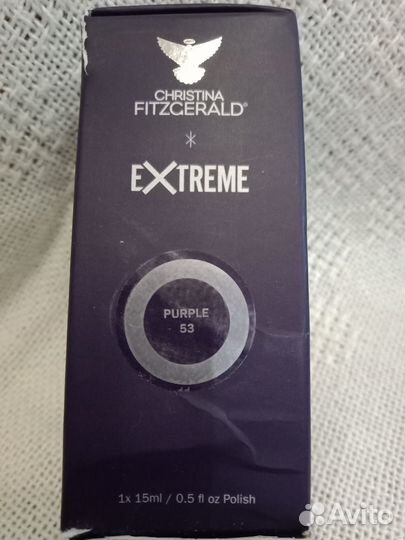 CHRISTINA
FITZGERALD®
EXTREME
PURPLE
53
1x 15ml / 0.5 fl oz Polish
Avito